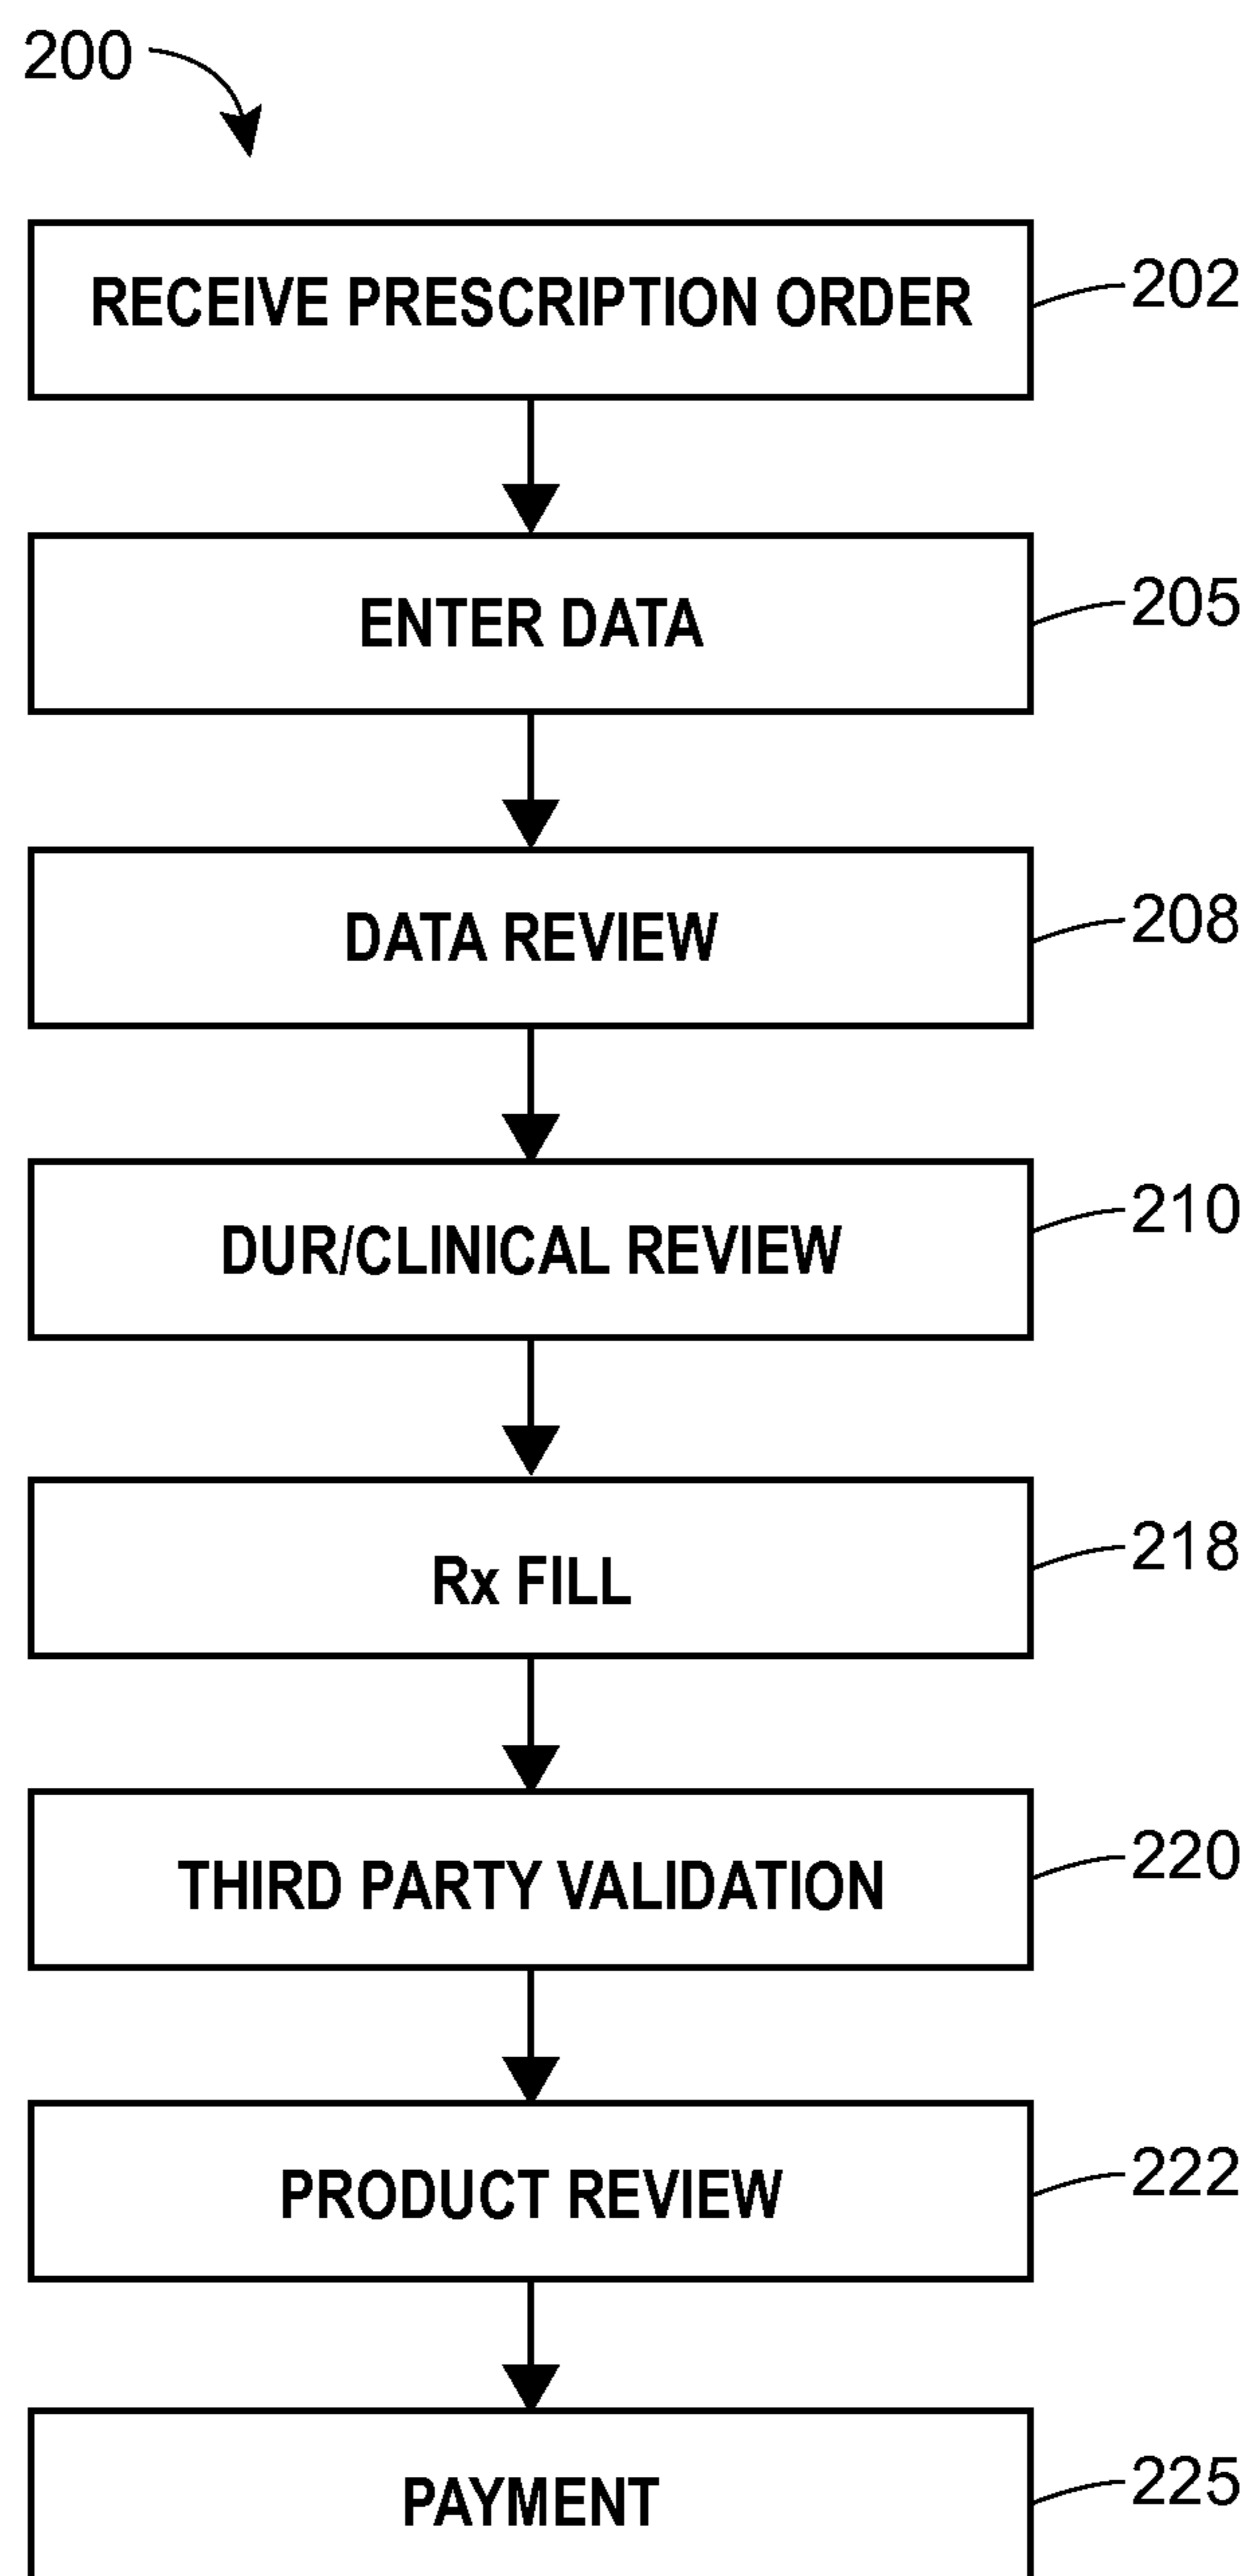 200
RECEIVE PRESCRIPTION ORDER 202
ENTER DATA 205
DATA REVIEW 208
DUR/CLINICAL REVIEW 210
Rx FILL 218
THIRD PARTY VALIDATION 220
PRODUCT REVIEW 222
PAYMENT 225